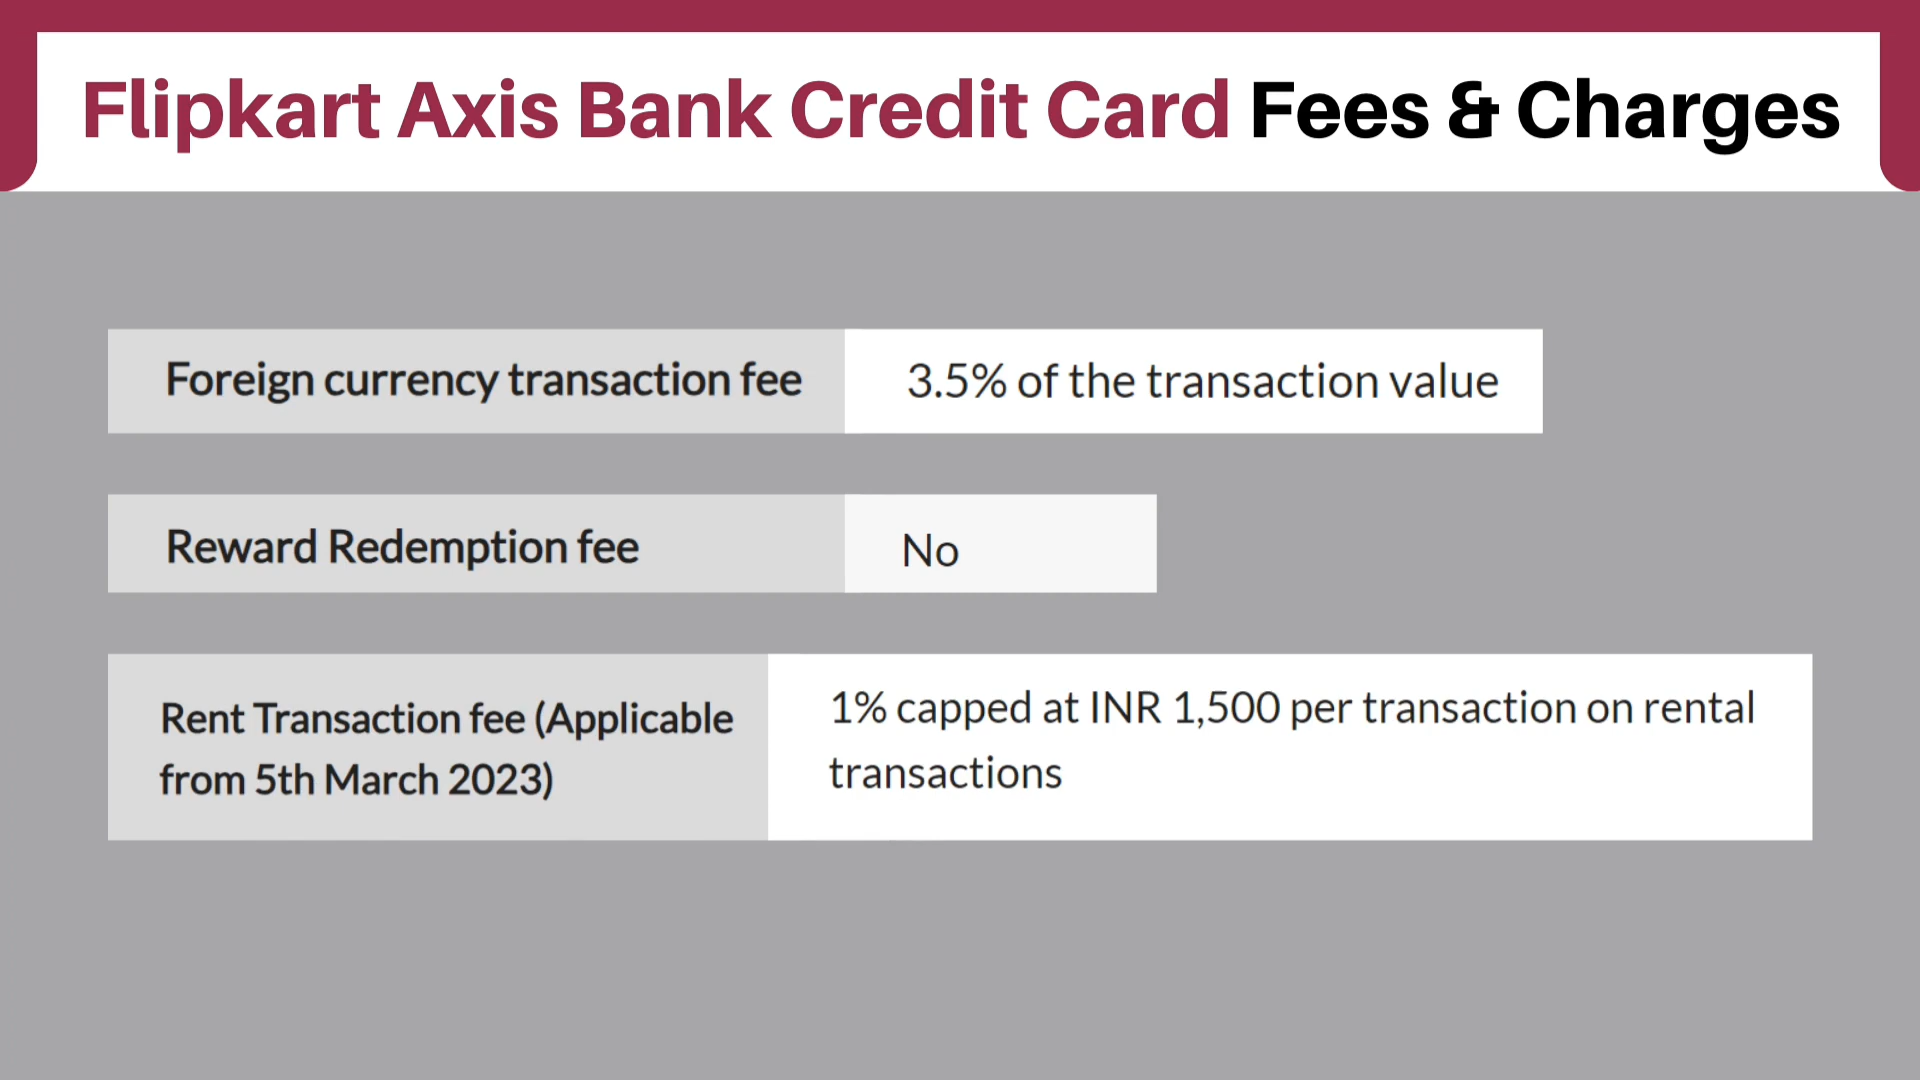 Flipkart Axis Bank Credit Card Fees & Charges
Foreign currency transaction fee
3.5% of the transaction value
Reward Redemption fee
No
Rent Transaction fee (Applicable
from 5th March 2023)
1% capped at INR 1,500 per transaction on rental
transactions